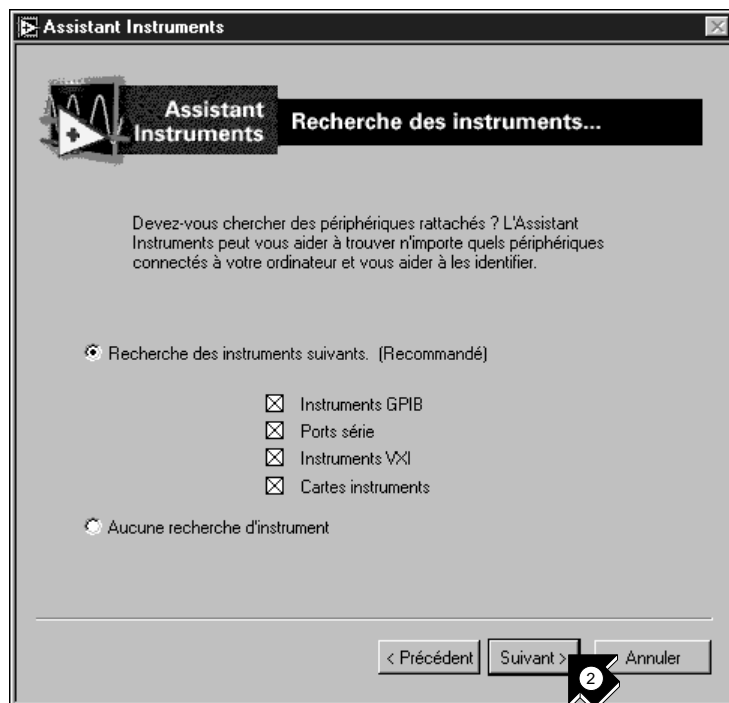 Assistant Instruments
Assistant
Instruments
Recherche des instruments...
Devez-vous chercher des périphériques rattachés ? L'Assistant
Instruments peut vous aider à trouver n'importe quels périphériques
connectés à votre ordinateur et vous aider à les identifier.
Recherche des instruments suivants. (Recommandé)
Instruments GPIB
Ports série
Instruments VXI
Cartes instruments
Aucune recherche d'instrument
< Précédent
Suivant >
Annuler
2